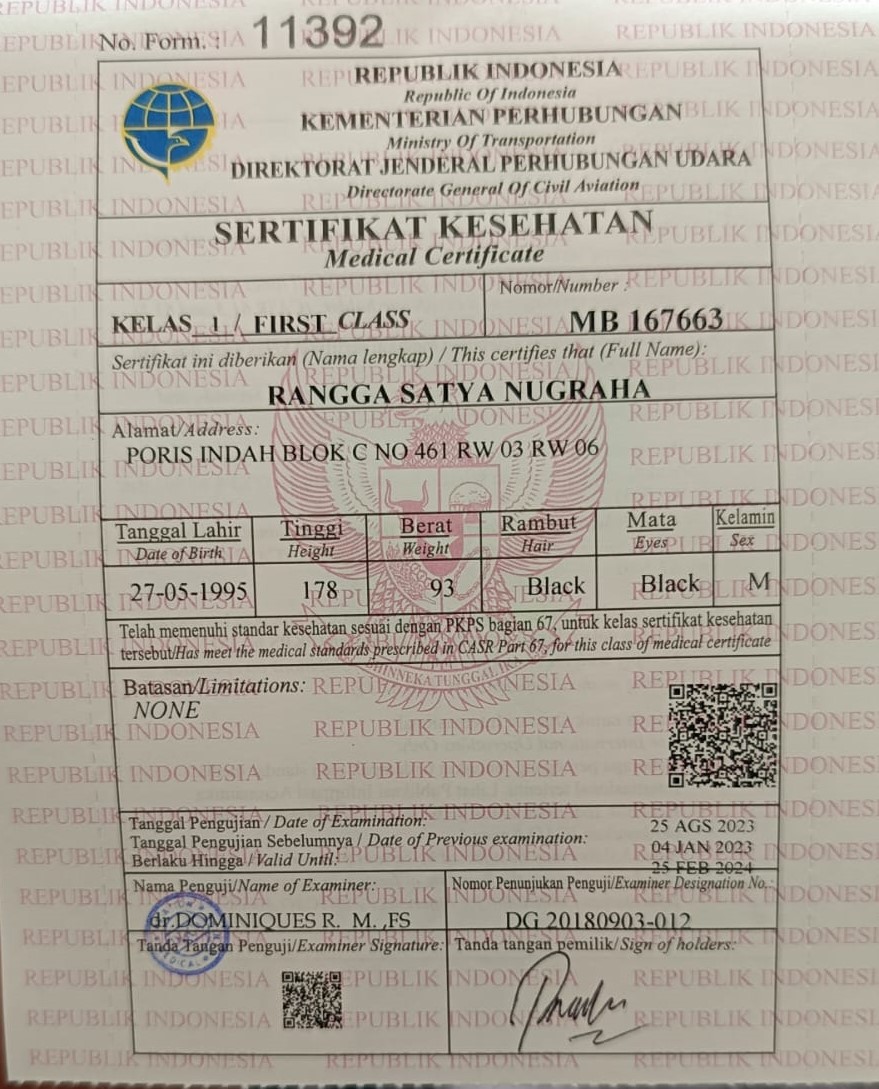 No. Form. : 11392
REPUBLIK INDONESIA
Republic Of Indonesia
KEMENTERIAN PERHUBUNGAN
Ministry Of Transportation
DIREKTORAT JENDERAL PERHUBUNGAN UDARA
Directorate General Of Civil Aviation
SERTIFIKAT KESEHATAN
Medical Certificate
KELAS 1 / FIRST CLASS
Nomor/Number :
MB 167663
Sertifikat ini diberikan (Nama lengkap) / This certifies that (Full Name):
RANGGA SATYA NUGRAHA
Alamat/Address:
PORIS INDAH BLOK C NO 461 RW 03 RW 06
Tanggal Lahir Tinggi Berat Rambut Mata Kelamin
Date of Birth Height Weight Hair Eyes Sex
27-05-1995 178 93 Black Black M
Telah memenuhi standar kesehatan sesuai dengan PKPS bagian 67, untuk kelas sertifikat kesehatan
tersebut/Has meet the medical standards prescribed in CASR Part 67, for this class of medical certificate
BHINNEKA TUNGGAL IKA
Batasan/Limitations:
NONE
Tanggal Pengujian / Date of Examination: 25 AGS 2023
Tanggal Pengujian Sebelumnya / Date of Previous examination: 04 JAN 2023
Berlaku Hingga / Valid Until: 25 FEB 2024
Nama Penguji/Name of Examiner:
dr.DOMINIQUES R. M. ,FS
Nomor Penunjukan Penguji/Examiner Designation No.:
DG 20180903-012
Tanda Tangan Penguji/Examiner Signature:
Tanda tangan pemilik/ Sign of holders:
REPUBLIK INDONESIA